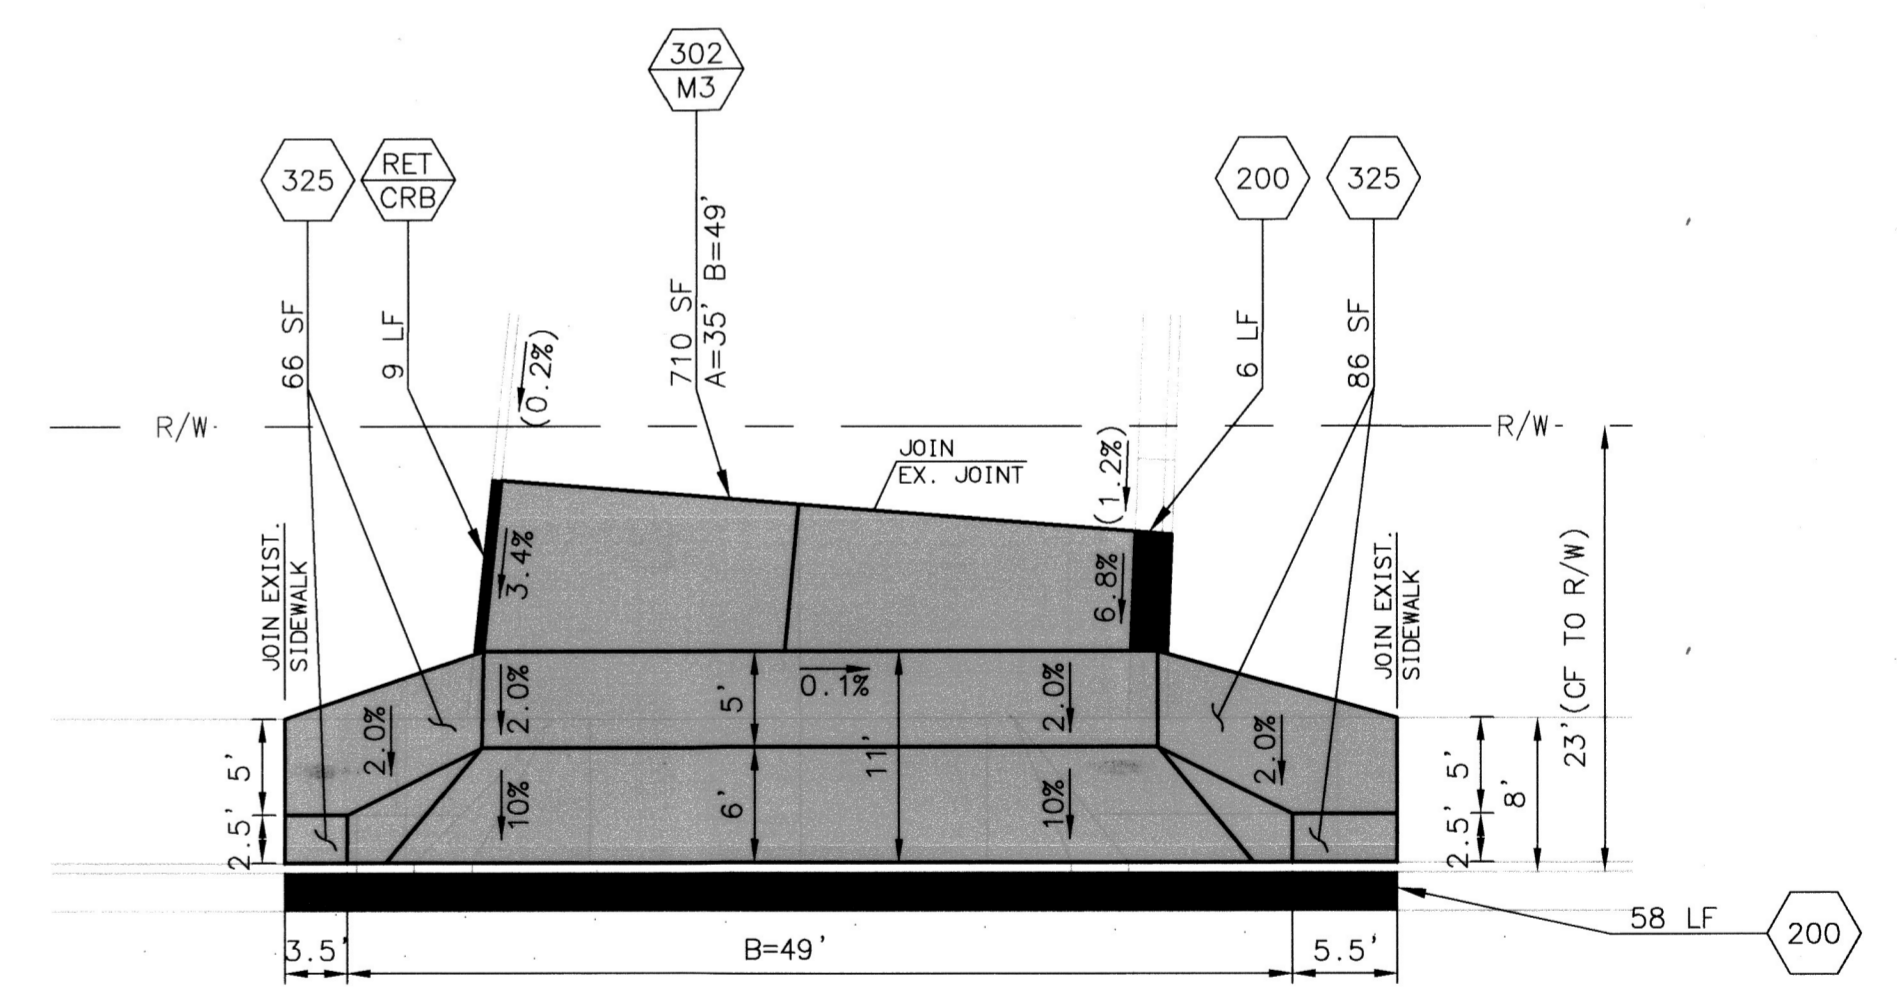 302
M3
325
RET
CRB
200
325
66 SF
9 LF
710 SF
A=35' B=49'
6 LF
86 SF
(0.2%)
R/W
R/W
JOIN
EX. JOINT
(1.2%)
JOIN EXIST.
SIDEWALK
3.4%
6.8%
JOIN EXIST.
SIDEWALK
23' (CF TO R/W)
2.0%
2.0%
5'
0.1%
11'
2.0%
2.0%
5'
2.5'
10%
6'
10%
5'
2.5'
8'
58 LF
200
3.5'
B=49'
5.5'